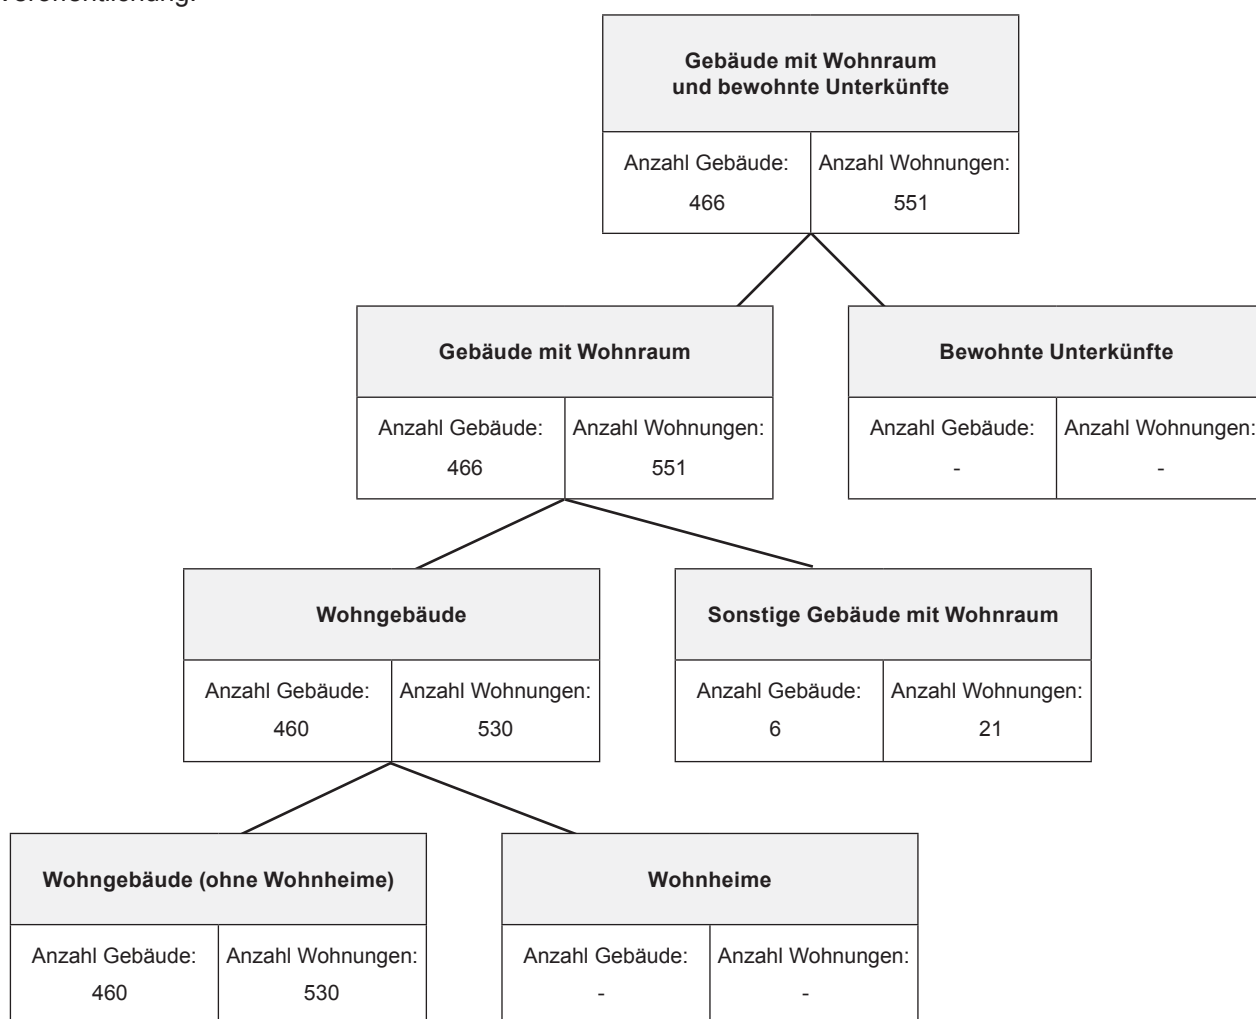 Veröffentlichung.
Gebäude mit Wohnraum
und bewohnte Unterkünfte
Anzahl Gebäude:
466
Anzahl Wohnungen:
551
Gebäude mit Wohnraum
Anzahl Gebäude:
466
Anzahl Wohnungen:
551
Bewohnte Unterkünfte
Anzahl Gebäude:
-
Anzahl Wohnungen:
-
Wohngebäude
Anzahl Gebäude:
460
Anzahl Wohnungen:
530
Sonstige Gebäude mit Wohnraum
Anzahl Gebäude:
6
Anzahl Wohnungen:
21
Wohngebäude (ohne Wohnheime)
Anzahl Gebäude:
460
Anzahl Wohnungen:
530
Wohnheime
Anzahl Gebäude:
-
Anzahl Wohnungen:
-